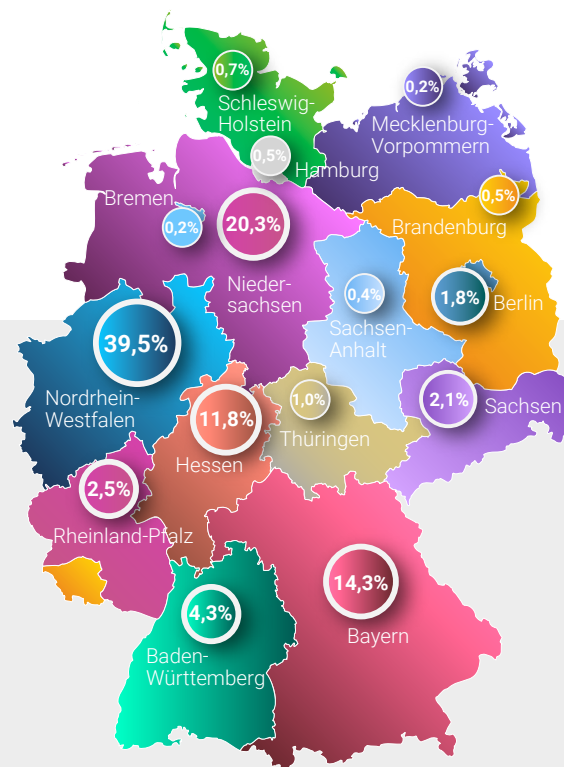 0,7%
Schleswig-
Holstein
0,2%
Mecklenburg-
Vorpommern
0,5%
Hamburg
Bremen
0,2%
20,3%
Nieder-
sachsen
0,5%
Brandenburg
0,4%
Sachsen-
Anhalt
1,8%
Berlin
39,5%
Nordrhein-
Westfalen
11,8%
Hessen
1,0%
Thüringen
2,1%
Sachsen
2,5%
Rheinland-Pfalz
14,3%
Bayern
4,3%
Baden-
Württemberg